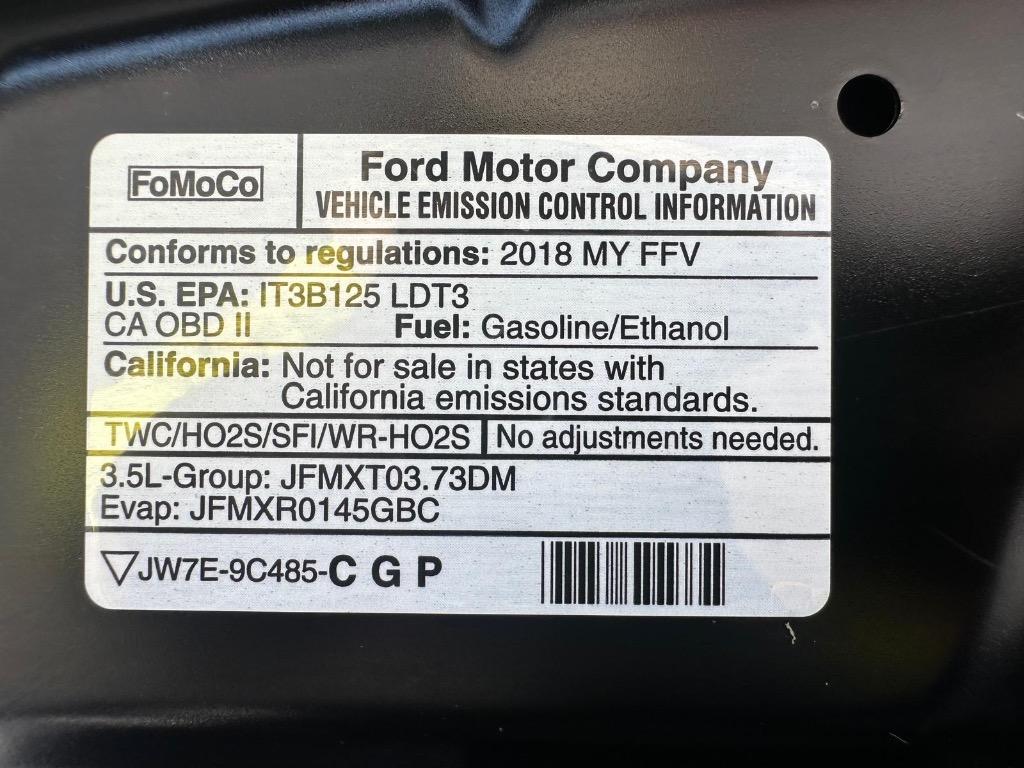 FoMoCo
Ford Motor Company
VEHICLE EMISSION CONTROL INFORMATION
Conforms to regulations: 2018 MY FFV
U.S. EPA: IT3B125 LDT3
CA OBD II Fuel: Gasoline/Ethanol
California: Not for sale in states with
California emissions standards.
TWC/HO2S/SFI/WR-HO2S No adjustments needed.
3.5L-Group: JFMXT03.73DM
Evap: JFMXR0145GBC
JW7E-9C485-C G P